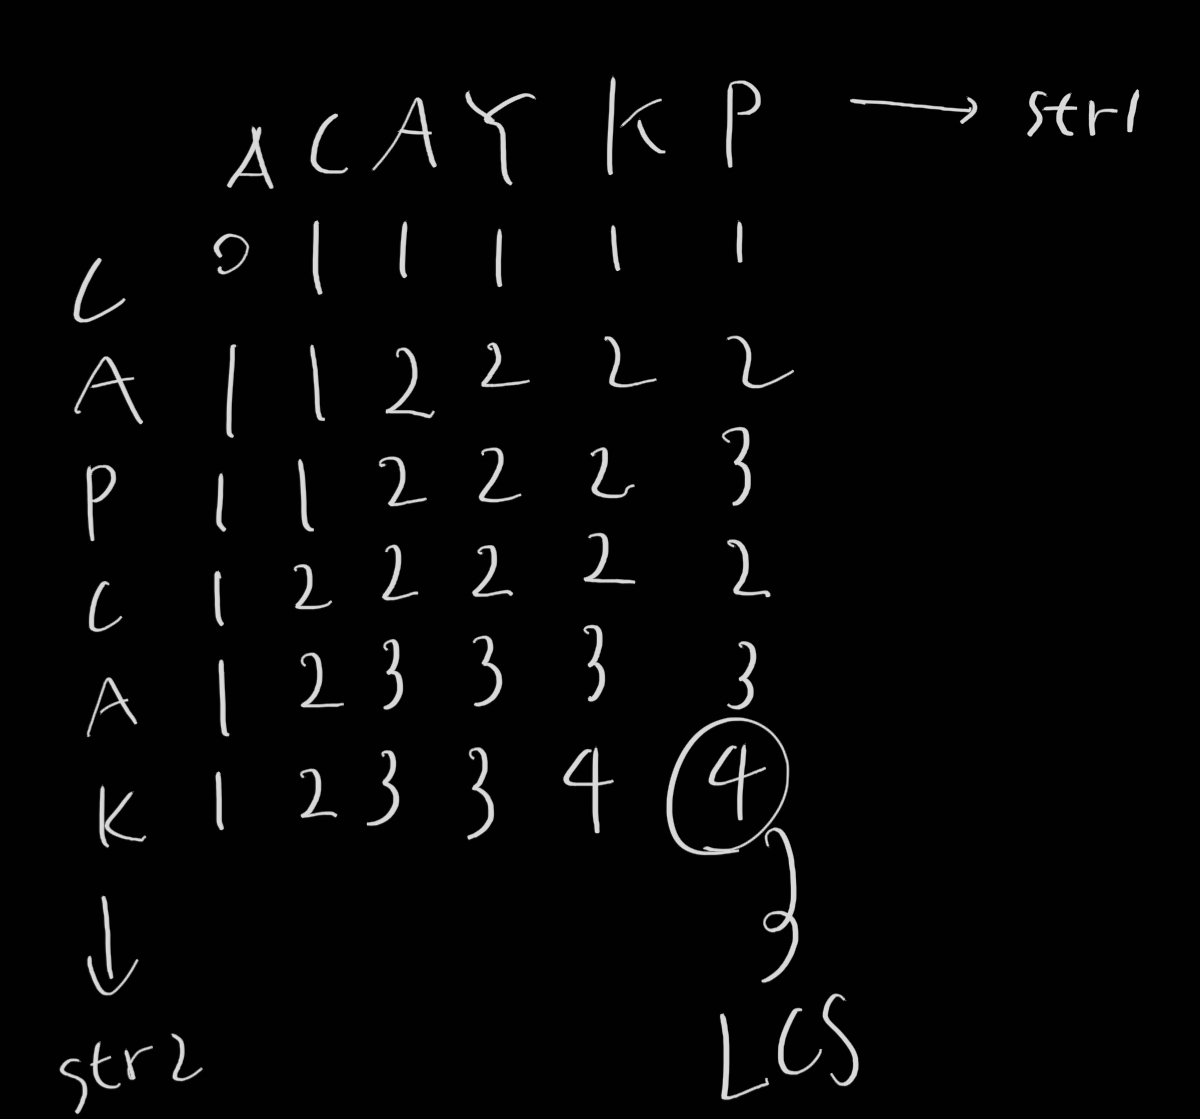 A C A Y K P → str1
C 0 1 1 1 1 1
A 1 1 2 2 2 2
P 1 1 2 2 2 3
C 1 2 2 2 2 2
A 1 2 3 3 3 3
K 1 2 3 3 4 4
↓
str2
LCS